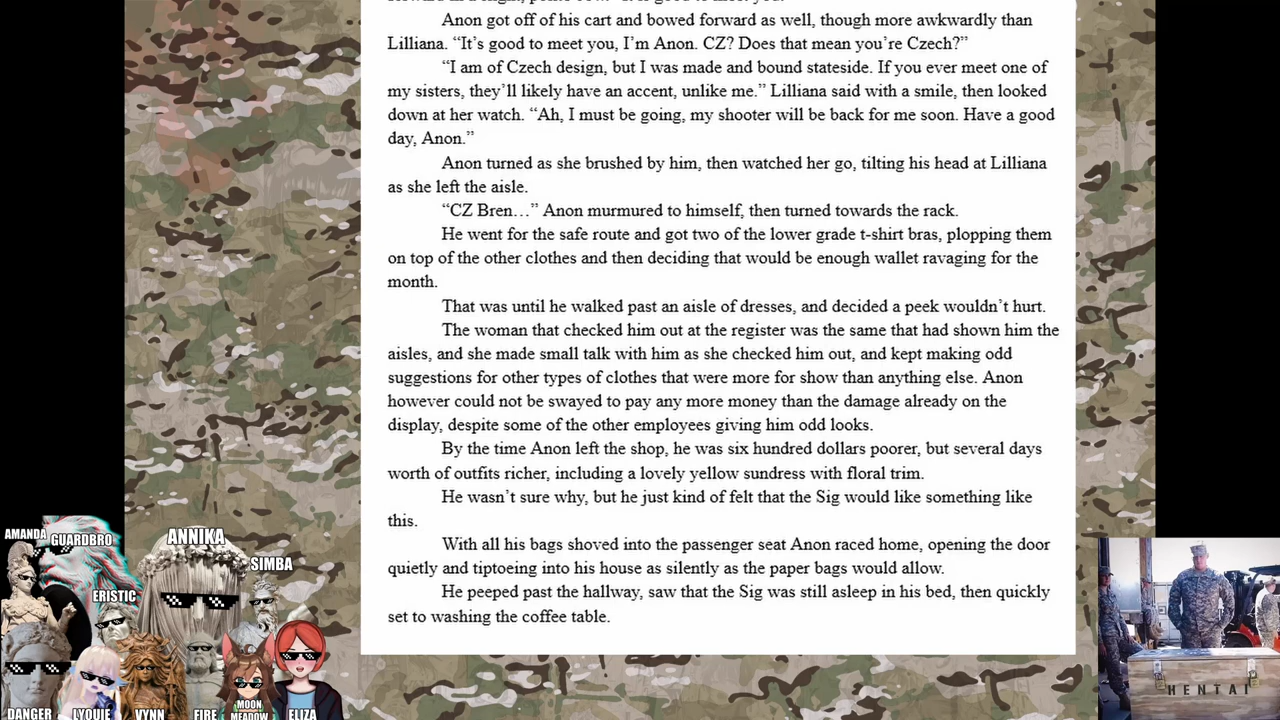 Anon got off of his cart and bowed forward as well, though more awkwardly than
Lilliana. “It’s good to meet you, I’m Anon. CZ? Does that mean you’re Czech?”
“I am of Czech design, but I was made and bound stateside. If you ever meet one of
my sisters, they’ll likely have an accent, unlike me.” Lilliana said with a smile, then looked
down at her watch. “Ah, I must be going, my shooter will be back for me soon. Have a good
day, Anon.”
Anon turned as she brushed by him, then watched her go, tilting his head at Lilliana
as she left the aisle.
“CZ Bren…” Anon murmured to himself, then turned towards the rack.
He went for the safe route and got two of the lower grade t-shirt bras, plopping them
on top of the other clothes and then deciding that would be enough wallet ravaging for the
month.
That was until he walked past an aisle of dresses, and decided a peek wouldn’t hurt.
The woman that checked him out at the register was the same that had shown him the
aisles, and she made small talk with him as she checked him out, and kept making odd
suggestions for other types of clothes that were more for show than anything else. Anon
however could not be swayed to pay any more money than the damage already on the
display, despite some of the other employees giving him odd looks.
By the time Anon left the shop, he was six hundred dollars poorer, but several days
worth of outfits richer, including a lovely yellow sundress with floral trim.
He wasn’t sure why, but he just kind of felt that the Sig would like something like
this.
With all his bags shoved into the passenger seat Anon raced home, opening the door
quietly and tiptoeing into his house as silently as the paper bags would allow.
He peeped past the hallway, saw that the Sig was still asleep in his bed, then quickly
set to washing the coffee table.
AMANDA
GUARDBRO
ANNIKA
SIMBA
ERISTIC
DANGER
LYQUIE
VYNN
FIRE
MOON
MEADOW
ELIZA
HENTAI